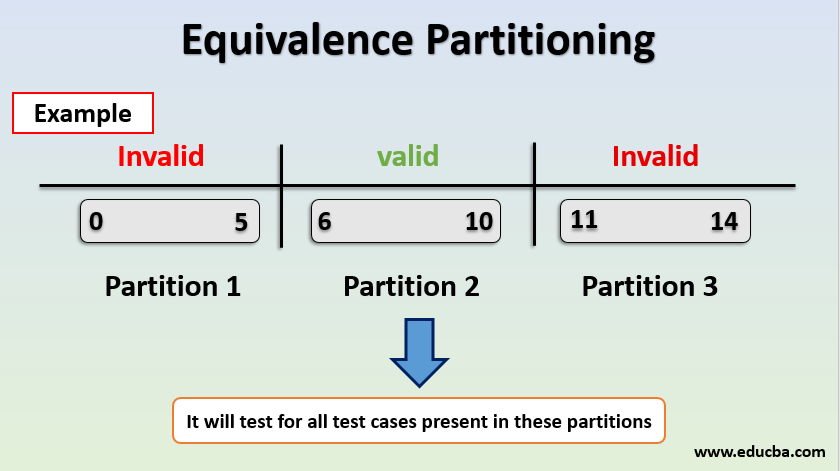 Equivalence Partitioning
Example
Invalid valid Invalid
0 5 6 10 11 14
Partition 1 Partition 2 Partition 3
It will test for all test cases present in these partitions
www.educba.com